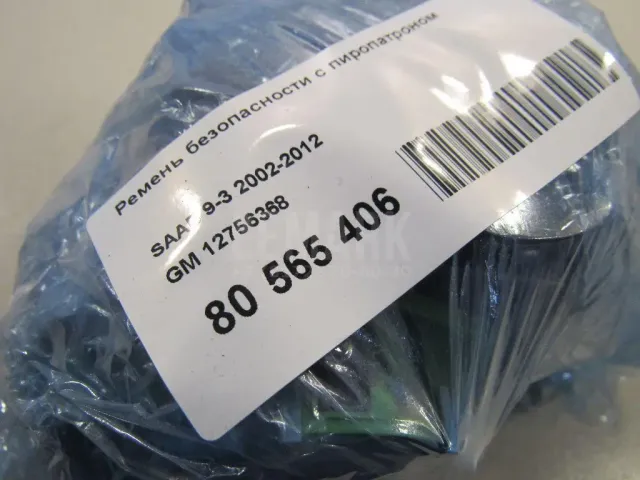 Ремень безопасности с пиропатроном
SAAB 9-3 2002-2012
GM 12756368
80 565 406